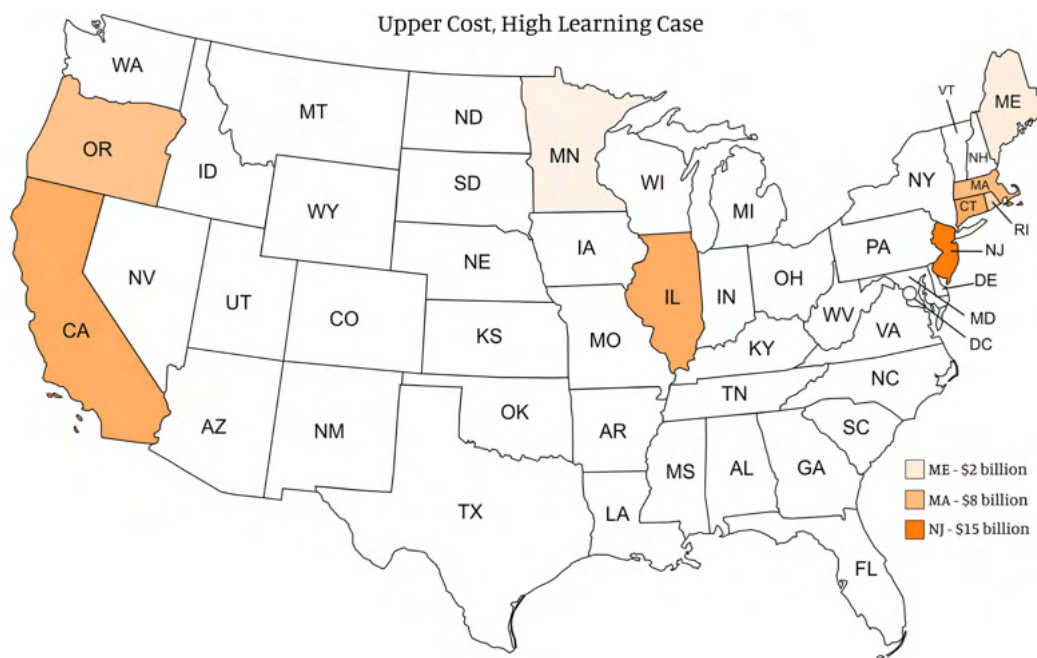 Upper Cost, High Learning Case
WA
MT
ND
MN
VT
ME
OR
ID
SD
WI
NY
NH
MA
CT
WY
MI
RI
IA
PA
NJ
NE
OH
DE
NV
UT
IL
IN
CA
CO
WV
MD
KS
MO
VA
DC
KY
NC
TN
OK
AZ
NM
AR
SC
MS
AL
GA
ME - $2 billion
TX
LA
MA - $8 billion
NJ - $15 billion
FL